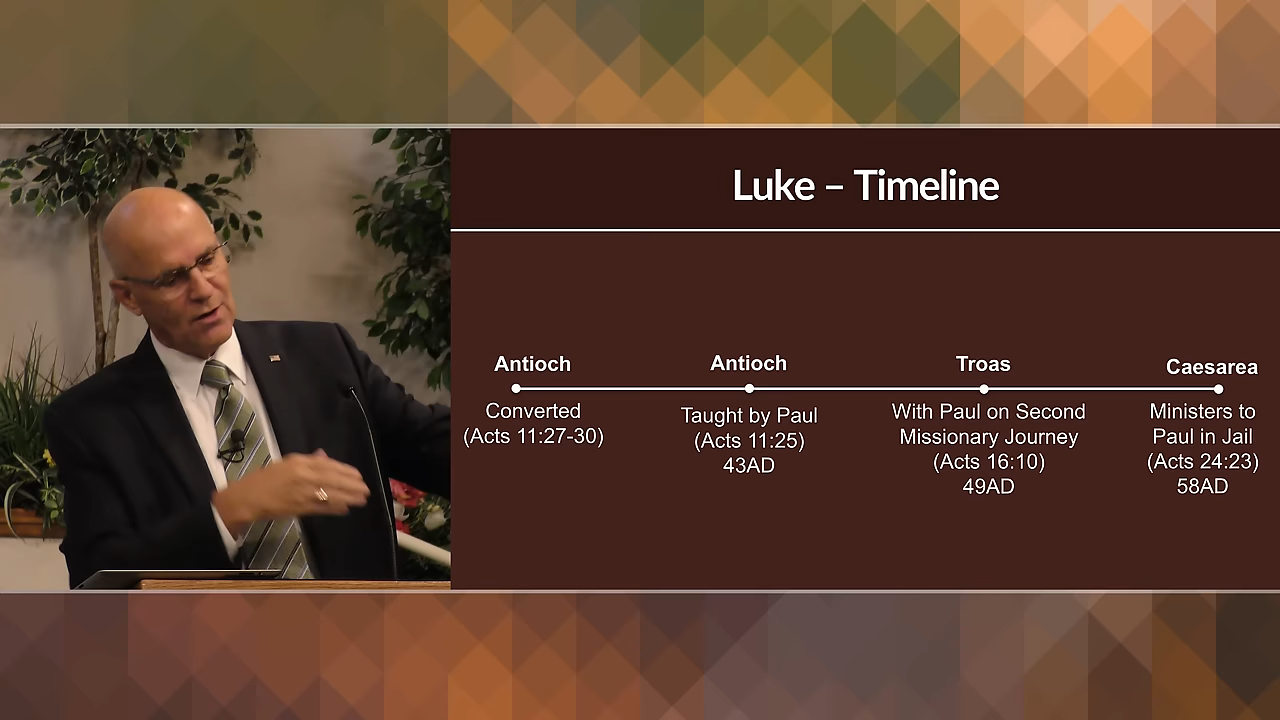 Luke – Timeline
Antioch
Converted
(Acts 11:27-30)
Antioch
Taught by Paul
(Acts 11:25)
43AD
Troas
With Paul on Second
Missionary Journey
(Acts 16:10)
49AD
Caesarea
Ministers to
Paul in Jail
(Acts 24:23)
58AD